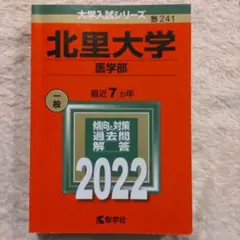 大学入試シリーズ 241
北里大学
医学部
一般
最近7カ年
傾向と対策
過去問
解答
2022
教学社